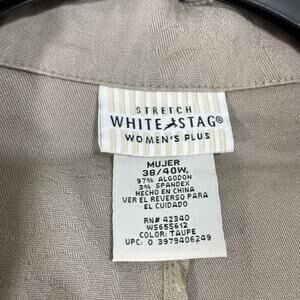 STRETCH
WHITE STAG®
WOMEN'S PLUS
MUJER
38/40W,
97% ALGODON
3% SPANDEX
HECHO EN CHINA
VER EL REVERSO PARA
EL CUIDADO
RN# 42340
WS655612
COLOR: TAUPE
UPC: 0 3979406249